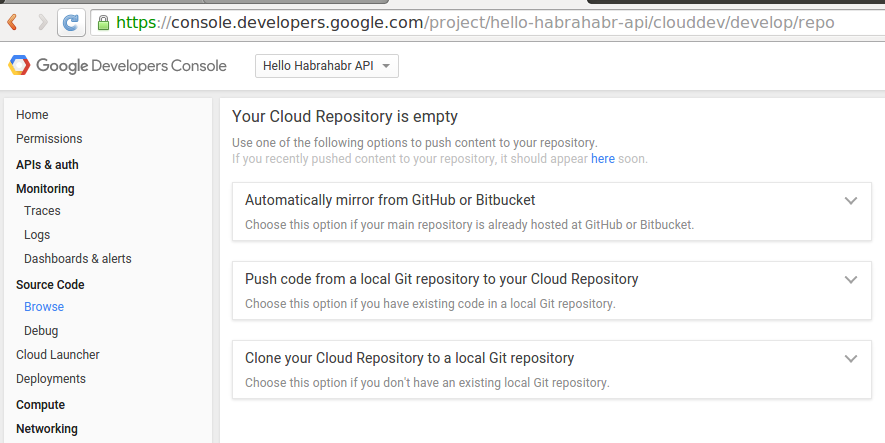 https://console.developers.google.com/project/hello-habrahabr-api/clouddev/develop/repo
Google Developers Console
Hello Habrahabr API
Home
Permissions
APIs & auth
Monitoring
Traces
Logs
Dashboards & alerts
Source Code
Browse
Debug
Cloud Launcher
Deployments
Compute
Networking
Your Cloud Repository is empty
Use one of the following options to push content to your repository.
If you recently pushed content to your repository, it should appear here soon.
Automatically mirror from GitHub or Bitbucket
Choose this option if your main repository is already hosted at GitHub or Bitbucket.
Push code from a local Git repository to your Cloud Repository
Choose this option if you have existing code in a local Git repository.
Clone your Cloud Repository to a local Git repository
Choose this option if you don't have an existing local Git repository.